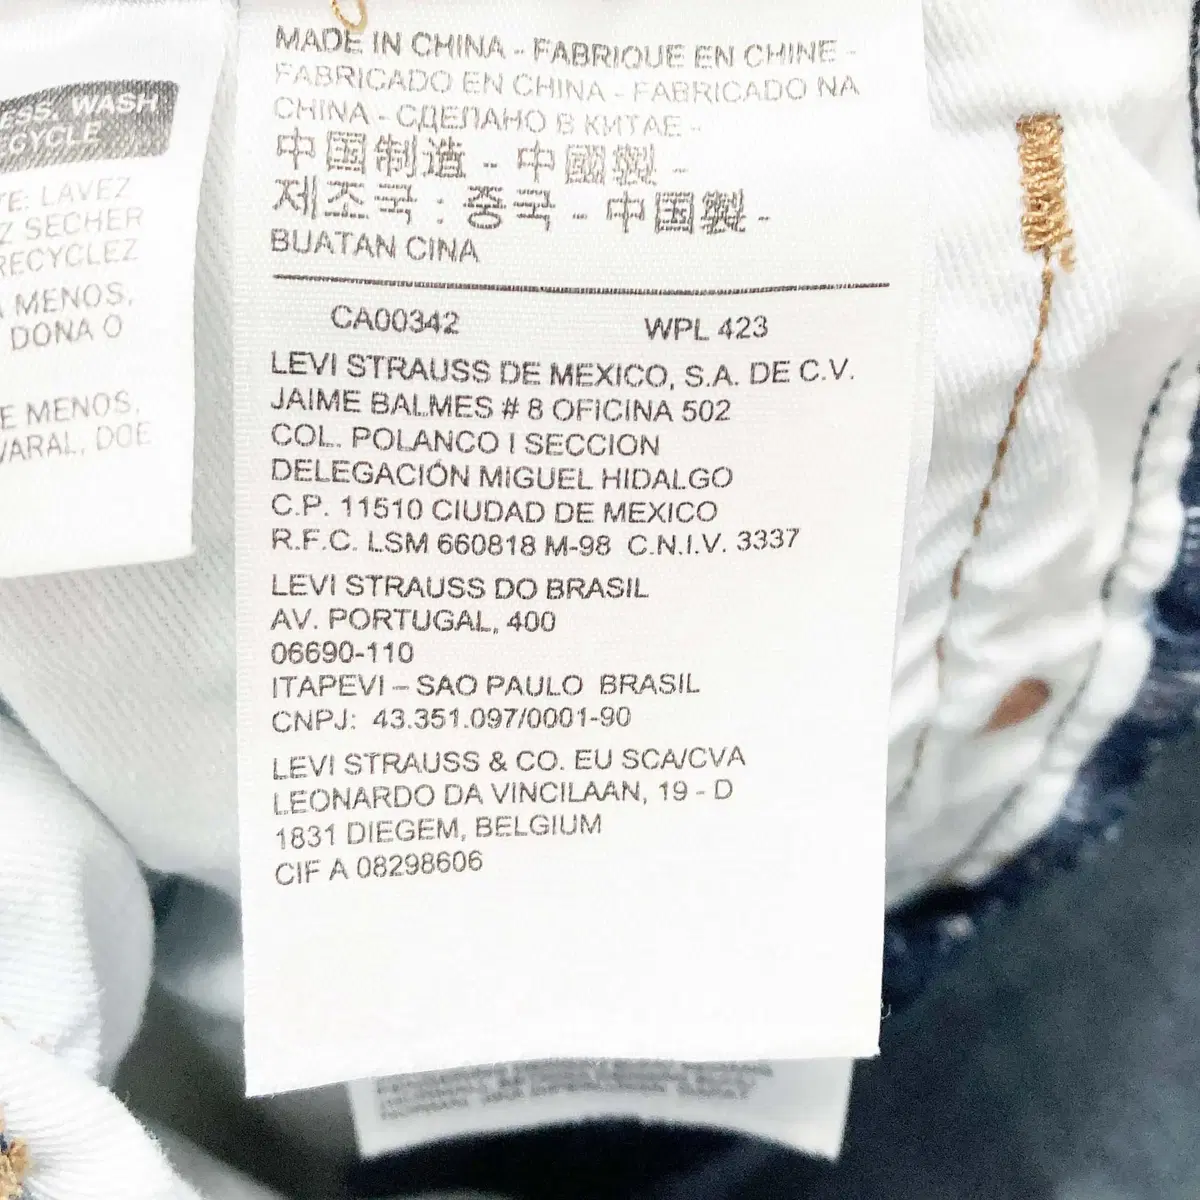 ESS. WASH
ECYCLE
TE: LAVEZ
Z SECHER
RECYCLEZ
MENOS,
DONA O
E MENOS,
VARAL, DOE
MADE IN CHINA - FABRIQUE EN CHINE -
FABRICADO EN CHINA - FABRICADO NA
CHINA - СДЕЛАНО В КИТАЕ -
中国制造 - 中國製 -
제조국 : 중국 - 中国製 -
BUATAN CINA
CA00342 WPL 423
LEVI STRAUSS DE MEXICO, S.A. DE C.V.
JAIME BALMES # 8 OFICINA 502
COL. POLANCO I SECCION
DELEGACIÓN MIGUEL HIDALGO
C.P. 11510 CIUDAD DE MEXICO
R.F.C. LSM 660818 M-98 C.N.I.V. 3337
LEVI STRAUSS DO BRASIL
AV. PORTUGAL, 400
06690-110
ITAPEVI – SAO PAULO BRASIL
CNPJ: 43.351.097/0001-90
LEVI STRAUSS & CO. EU SCA/CVA
LEONARDO DA VINCILAAN, 19 - D
1831 DIEGEM, BELGIUM
CIF A 08298606